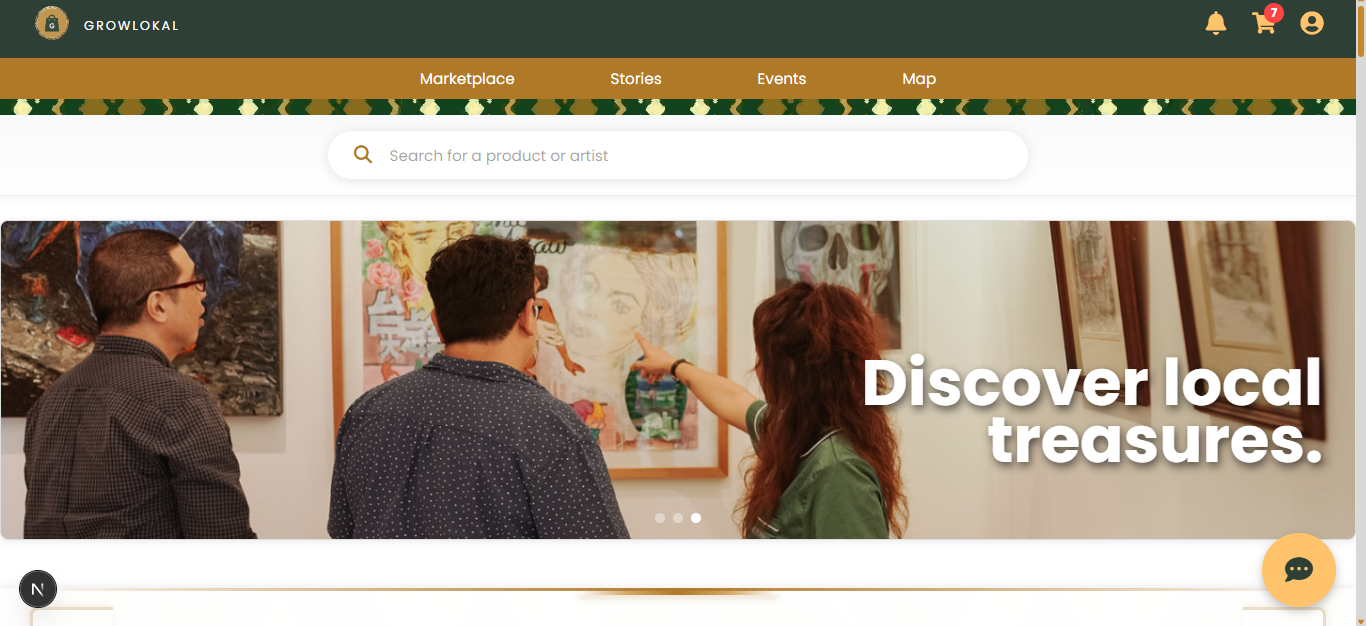 G
GROWLOKAL
7
Marketplace Stories Events Map
Search for a product or artist
Discover local
treasures.
N